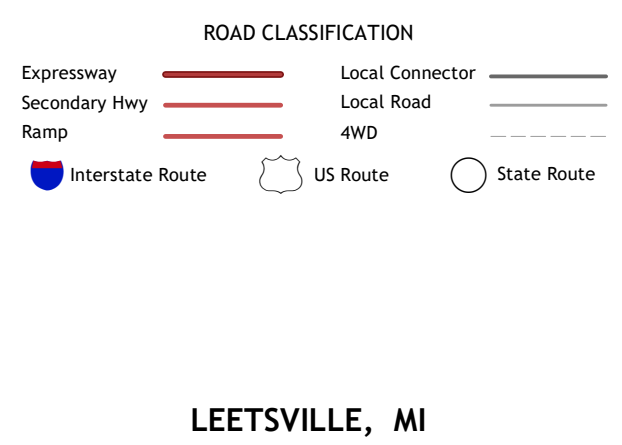 ROAD CLASSIFICATION
Expressway
Local Connector
Secondary Hwy
Local Road
Ramp
4WD
Interstate Route
US Route
State Route
LEETSVILLE, MI